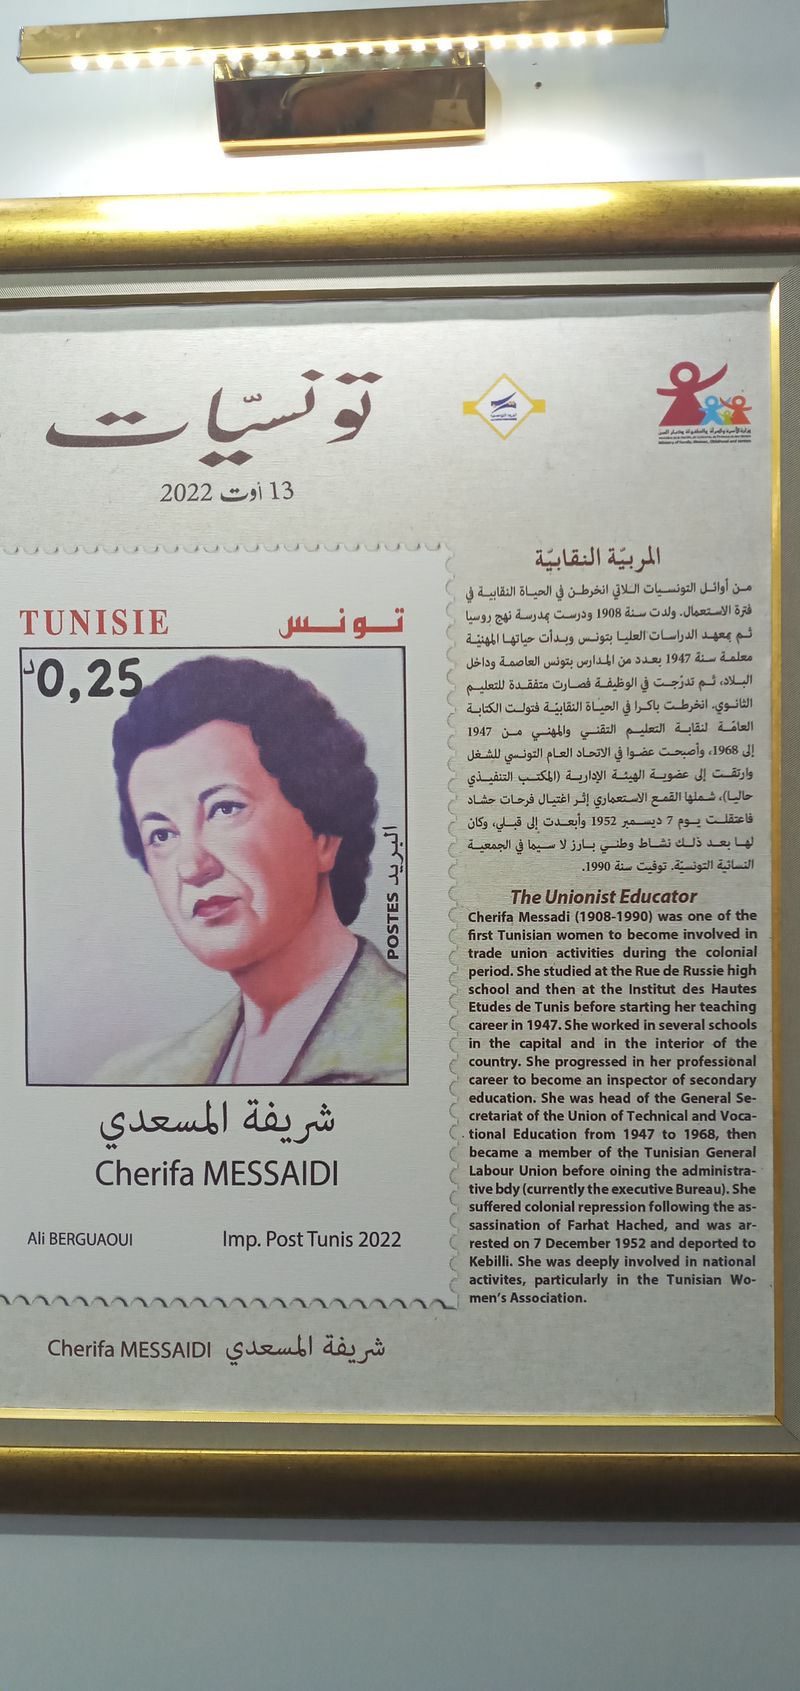 تونسيّات
13 أوت 2022
TUNISIE
تـونـس
0,25د
POSTES البريد
شريفة المسعدي
Cherifa MESSAIDI
Ali BERGUAOUI
Imp. Post Tunis 2022
Cherifa MESSAIDI شريفة المسعدي
المربيّة النقابيّة
من أوائل التونسيات اللاتي انخرطن في الحياة النقابية في
فترة الاستعمال. ولدت سنة 1908 ودرست بمدرسة نهج روسيا
ثم بمعهد الدراسات العليا بتونس وبدأت حياتها المهنيّة
معلمة سنة 1947 بعدد من المدارس بتونس العاصمة وداخل
البلاد، ثم تدرّجت في الوظيفة فصارت متفقدة للتعليم
الثانوي. انخرطت باكرا في الحياة النقابيّة فتولت الكتابة
العامّة لنقابة التعليم التقني والمهني من 1947
إلى 1968، وأصبحت عضوا في الاتحاد العام التونسي للشغل
وارتقت إلى عضوية الهيئة الإدارية (المكتب التنفيذي
حاليا)، شملها القمع الاستعماري إثر اغتيال فرحات حشاد
فاعتقلت يوم 7 ديسمبر 1952 وأبعدت إلى قبلي، وكان
لها بعد ذلك نشاط وطني بارز لا سيما في الجمعية
النسائية التونسيّة. توفيت سنة 1990.
The Unionist Educator
Cherifa Messadi (1908-1990) was one of the
first Tunisian women to become involved in
trade union activities during the colonial
period. She studied at the Rue de Russie high
school and then at the Institut des Hautes
Etudes de Tunis before starting her teaching
career in 1947. She worked in several schools
in the capital and in the interior of the
country. She progressed in her professional
career to become an inspector of secondary
education. She was head of the General Se-
cretariat of the Union of Technical and Voca-
tional Education from 1947 to 1968, then
became a member of the Tunisian General
Labour Union before oining the administra-
tive bdy (currently the executive Bureau). She
suffered colonial repression following the as-
sassination of Farhat Hached, and was ar-
rested on 7 December 1952 and deported to
Kebilli. She was deeply involved in national
activites, particularly in the Tunisian Wo-
men's Association.